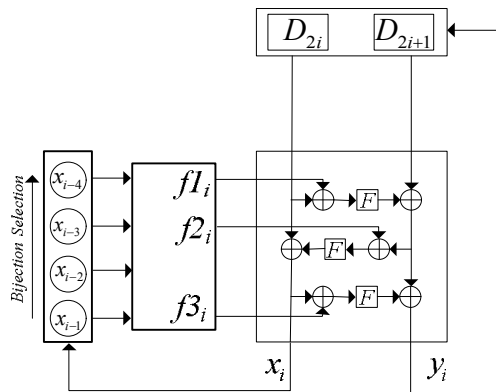 D_{2i} D_{2i+1}
Bijection Selection
x_{i-4}
x_{i-3}
x_{i-2}
x_{i-1}
f1_i
f2_i
f3_i
F
F
F
x_i y_i